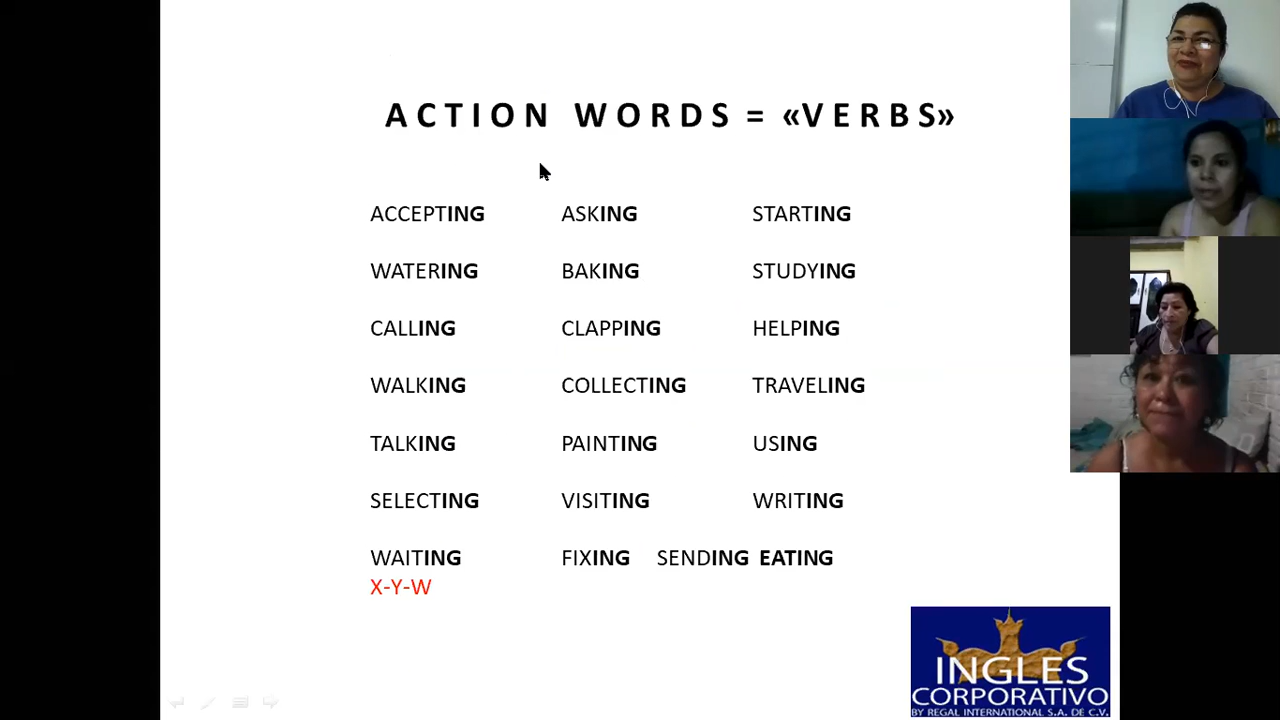 ACTION WORDS = «VERBS»
ACCEPTING ASKING STARTING
WATERING BAKING STUDYING
CALLING CLAPPING HELPING
WALKING COLLECTING TRAVELING
TALKING PAINTING USING
SELECTING VISITING WRITING
WAITING FIXING SENDING EATING
X-Y-W
INGLES
CORPORATIVO
BY REGAL INTERNATIONAL S.A. DE C.V.